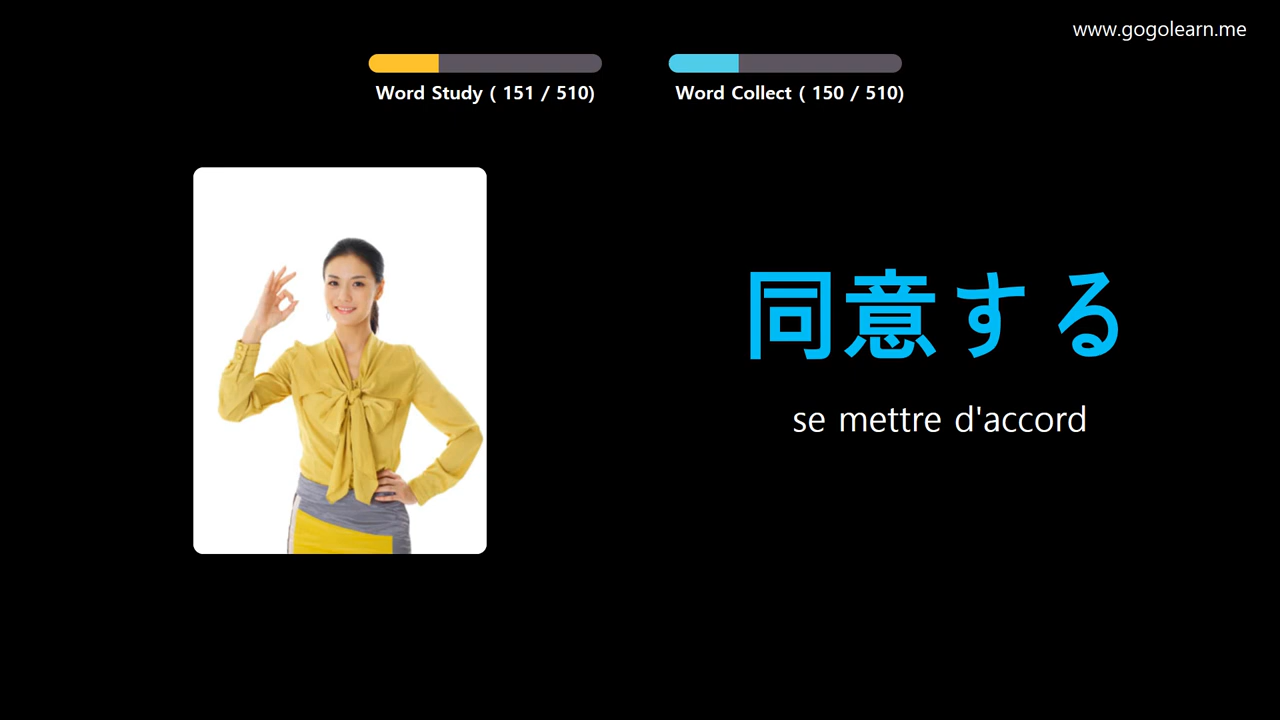 www.gogolearn.me
Word Study ( 151 / 510)
Word Collect ( 150 / 510)
同意する
se mettre d'accord